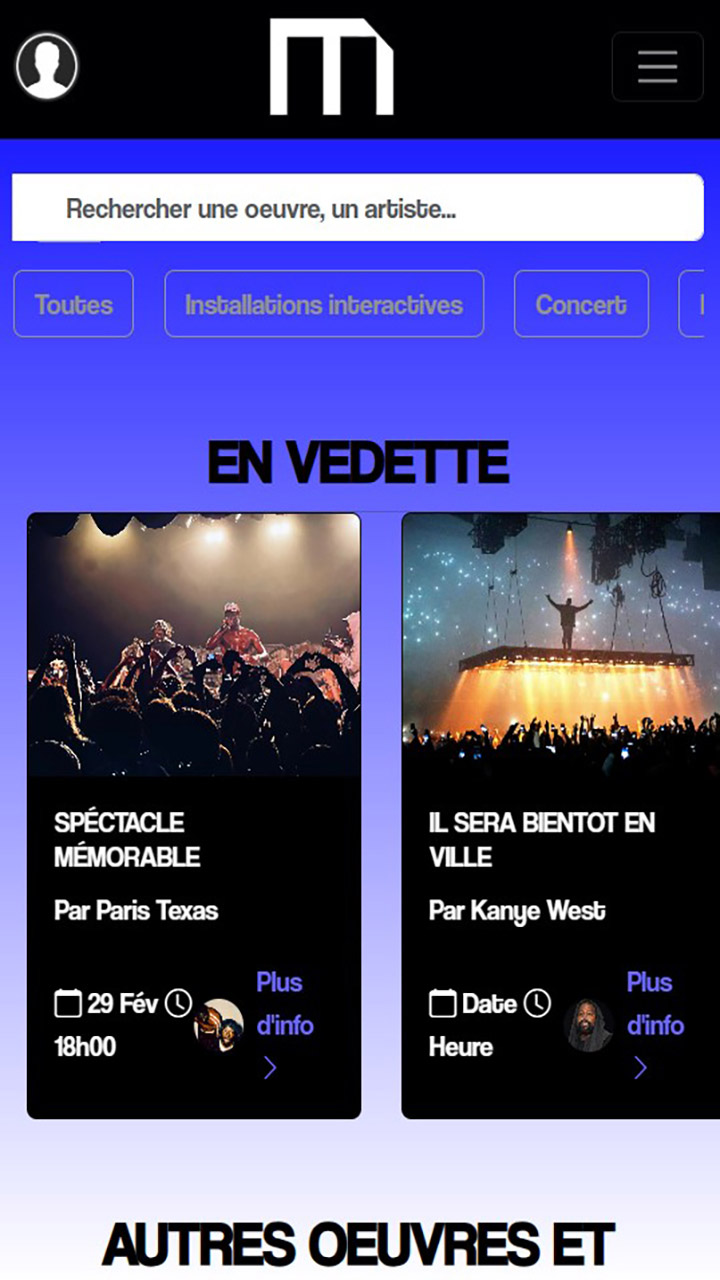 Rechercher une oeuvre, un artiste...
Toutes
Installations interactives
Concert
EN VEDETTE
SPÉCTACLE
MÉMORABLE
Par Paris Texas
29 Fév
18h00
Plus
d'info
IL SERA BIENTOT EN
VILLE
Par Kanye West
Date
Heure
Plus
d'info
AUTRES OEUVRES ET